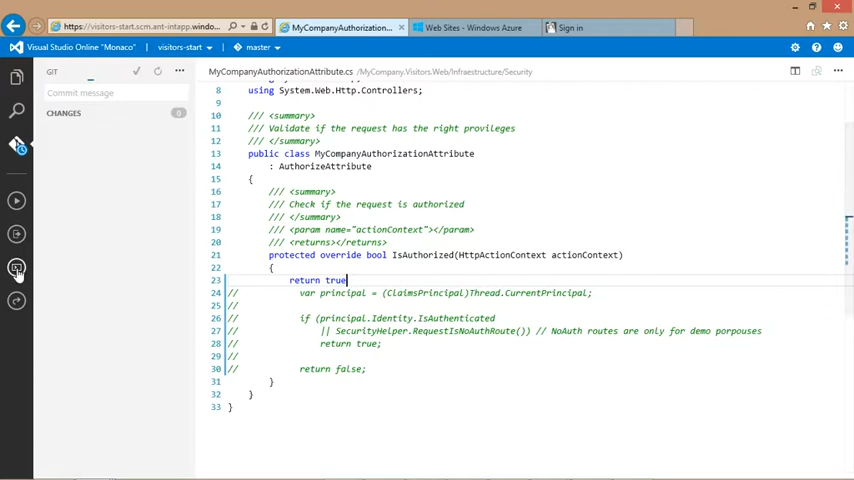 https://visitors-start.scm.ant-intapp.windo...
MyCompanyAuthorization...
Web Sites - Windows Azure
Sign in
Visual Studio Online "Monaco"
visitors-start
master
GIT
MyCompanyAuthorizationAttribute.cs /MyCompany.Visitors.Web/Infraestructure/Security
Commit message
CHANGES 0
8 using System.Web.Http.Controllers;
9
10 /// <summary>
11 /// Validate if the request has the right provileges
12 /// </summary>
13 public class MyCompanyAuthorizationAttribute
14 : AuthorizeAttribute
15 {
16 /// <summary>
17 /// Check if the request is authorized
18 /// </summary>
19 /// <param name="actionContext"></param>
20 /// <returns></returns>
21 protected override bool IsAuthorized(HttpActionContext actionContext)
22 {
23 return true
24 // var principal = (ClaimsPrincipal)Thread.CurrentPrincipal;
25 //
26 // if (principal.Identity.IsAuthenticated
27 // || SecurityHelper.RequestIsNoAuthRoute()) // NoAuth routes are only for demo porpouses
28 // return true;
29 //
30 // return false;
31 }
32 }
33 }